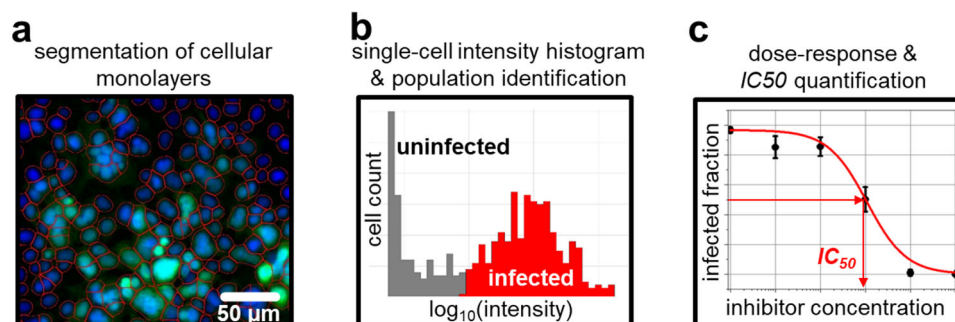 a
segmentation of cellular
monolayers
50 µm
b
single-cell intensity histogram
& population identification
uninfected
cell count
infected
log₁₀(intensity)
c
dose-response &
IC50 quantification
infected fraction
IC₅₀
inhibitor concentration